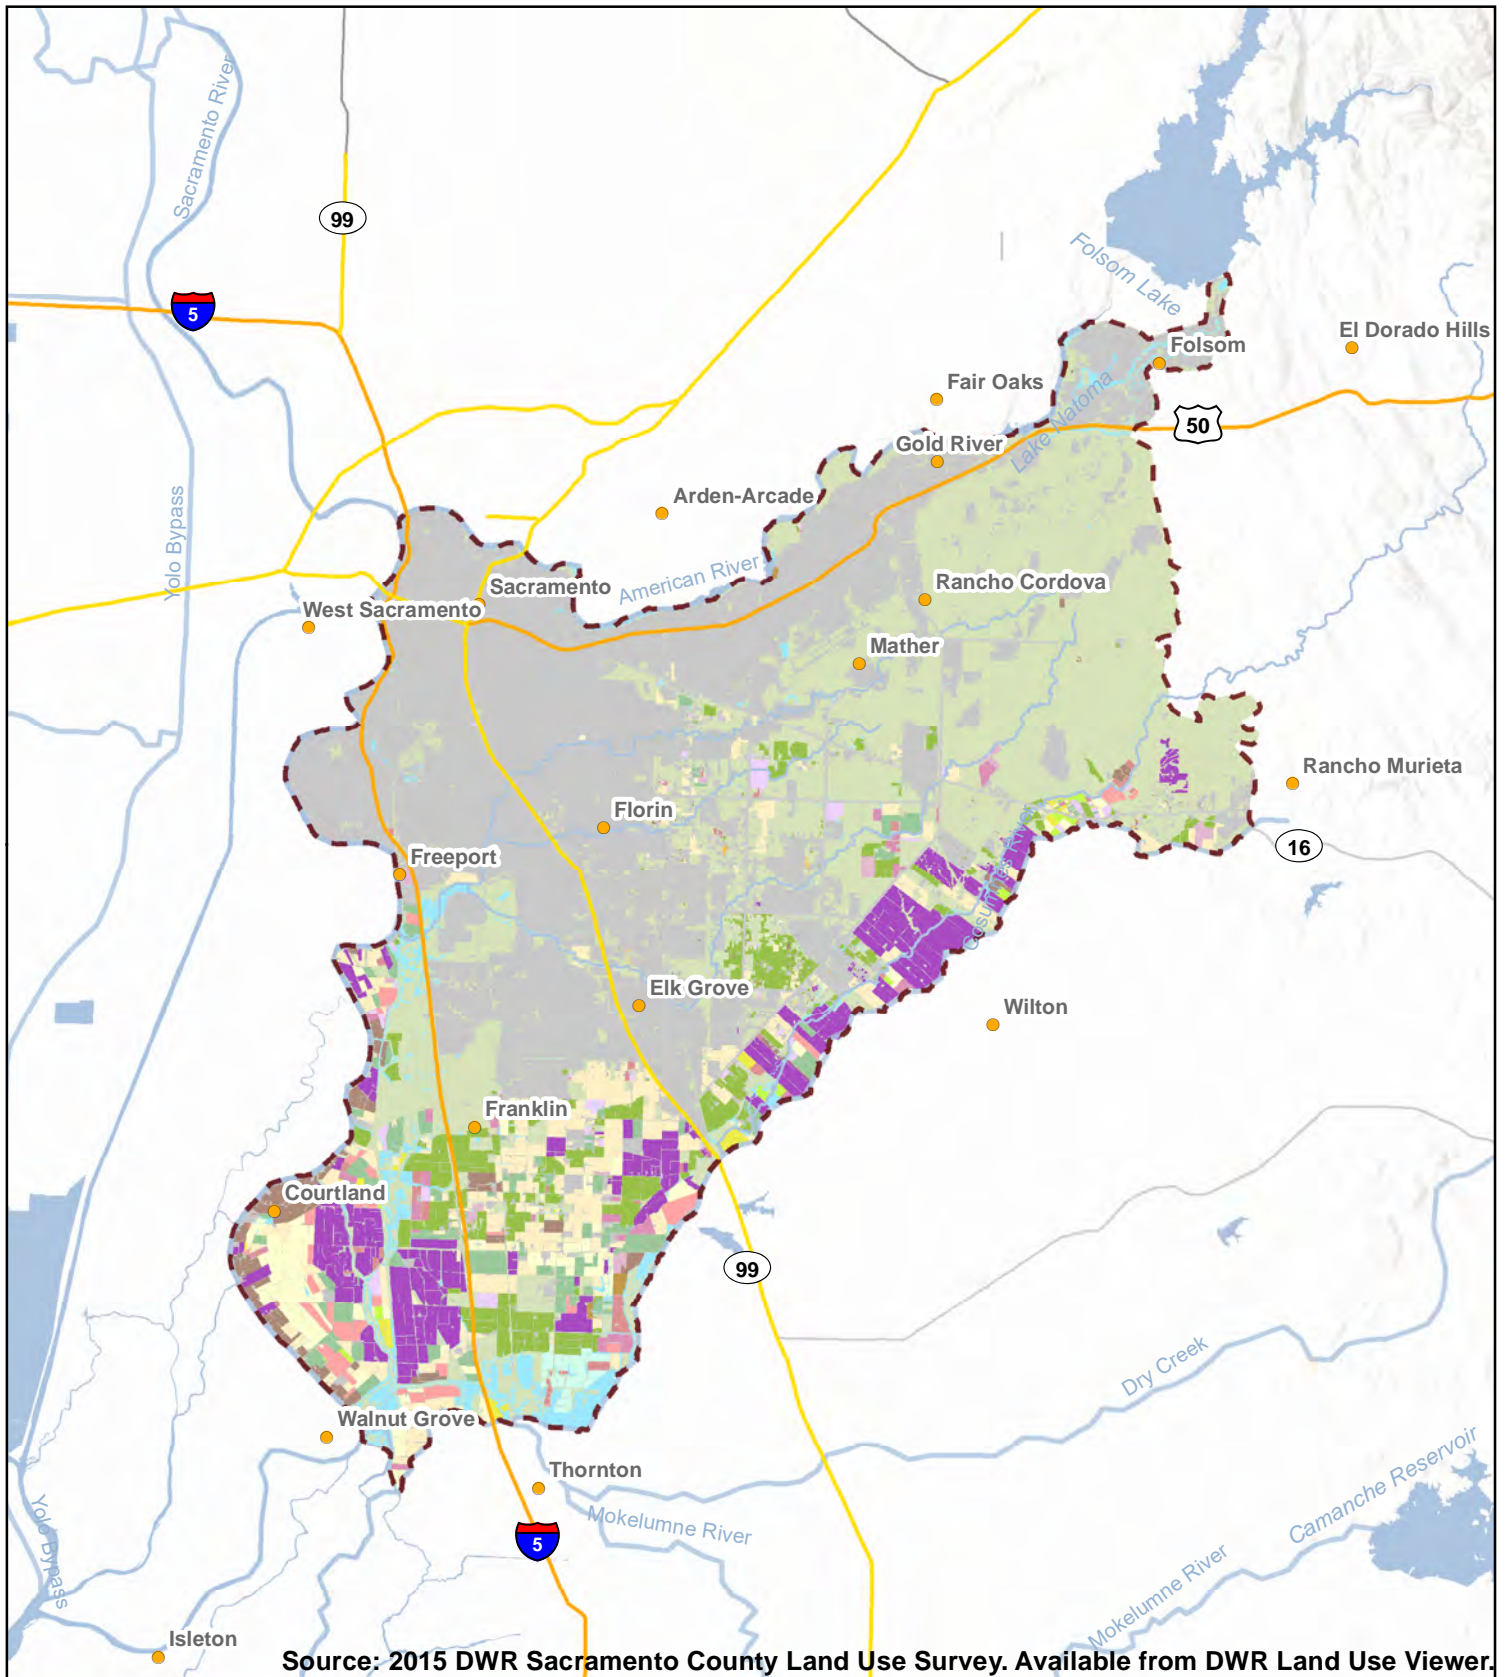 Sacramento River
99
5
Folsom Lake
El Dorado Hills
Folsom
Fair Oaks
Lake Natoma
50
Gold River
Arden-Arcade
Yolo Bypass
American River
Sacramento
Rancho Cordova
West Sacramento
Mather
Rancho Murieta
Florin
16
Freeport
Cosumnes River
Elk Grove
Wilton
Franklin
Courtland
99
Dry Creek
Walnut Grove
Thornton
Camanche Reservoir
Mokelumne River
Yolo Bypass
5
Mokelumne River
Isleton
Source: 2015 DWR Sacramento County Land Use Survey. Available from DWR Land Use Viewer.